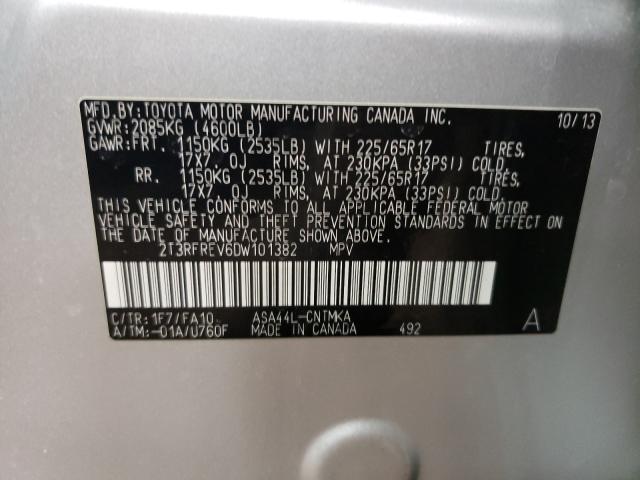 MFD.BY:TOYOTA MOTOR MANUFACTURING CANADA INC. 10/13
GVWR:2085KG (4600LB)
GAWR:FRT. 1150KG (2535LB) WITH 225/65R17 TIRES,
17X7.0J RIMS, AT 230KPA (33PSI) COLD.
RR. 1150KG (2535LB) WITH 225/65R17 TIRES,
17X7.0J RIMS, AT 230KPA (33PSI) COLD.
THIS VEHICLE CONFORMS TO ALL APPLICABLE FEDERAL MOTOR
VEHICLE SAFETY AND THEFT PREVENTION STANDARDS IN EFFECT ON
THE DATE OF MANUFACTURE SHOWN ABOVE.
2T3RFREV6DW101382 MPV
C/TR:1F7/FA10 ASA44L-CNTMKA
A/TM:-01A/U760F MADE IN CANADA 492 A